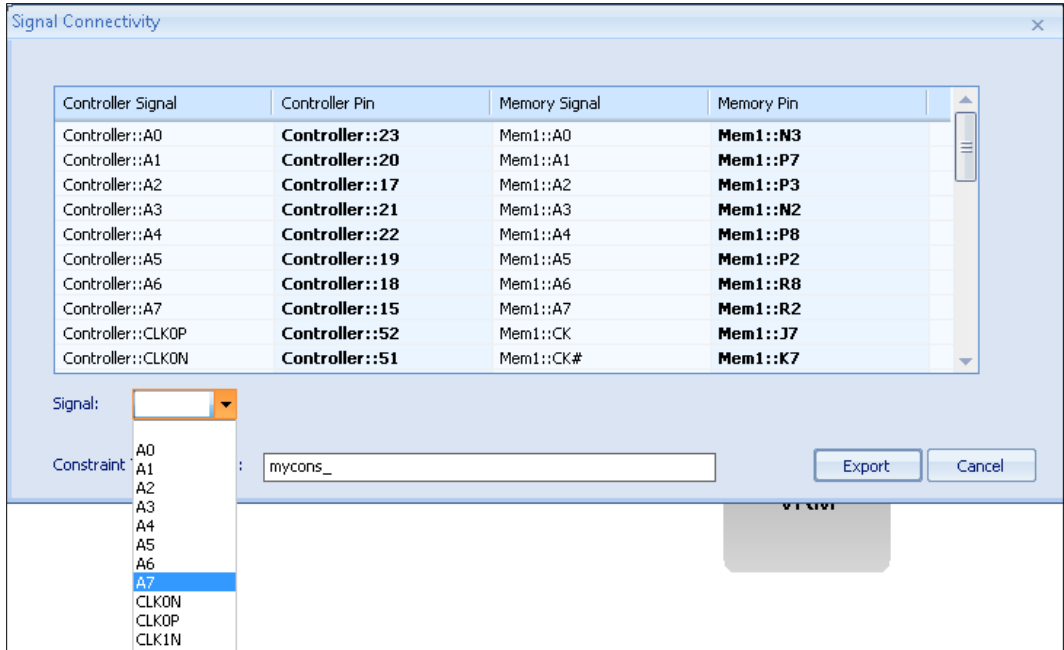 Signal Connectivity
Controller Signal Controller Pin Memory Signal Memory Pin
Controller::A0 Controller::23 Mem1::A0 Mem1::N3
Controller::A1 Controller::20 Mem1::A1 Mem1::P7
Controller::A2 Controller::17 Mem1::A2 Mem1::P3
Controller::A3 Controller::21 Mem1::A3 Mem1::N2
Controller::A4 Controller::22 Mem1::A4 Mem1::P8
Controller::A5 Controller::19 Mem1::A5 Mem1::P2
Controller::A6 Controller::18 Mem1::A6 Mem1::R8
Controller::A7 Controller::15 Mem1::A7 Mem1::R2
Controller::CLK0P Controller::52 Mem1::CK Mem1::J7
Controller::CLK0N Controller::51 Mem1::CK# Mem1::K7
Signal:
Constraint : mycons_ Export Cancel
A0
A1
A2
A3
A4
A5
A6
A7
CLK0N
CLK0P
CLK1N